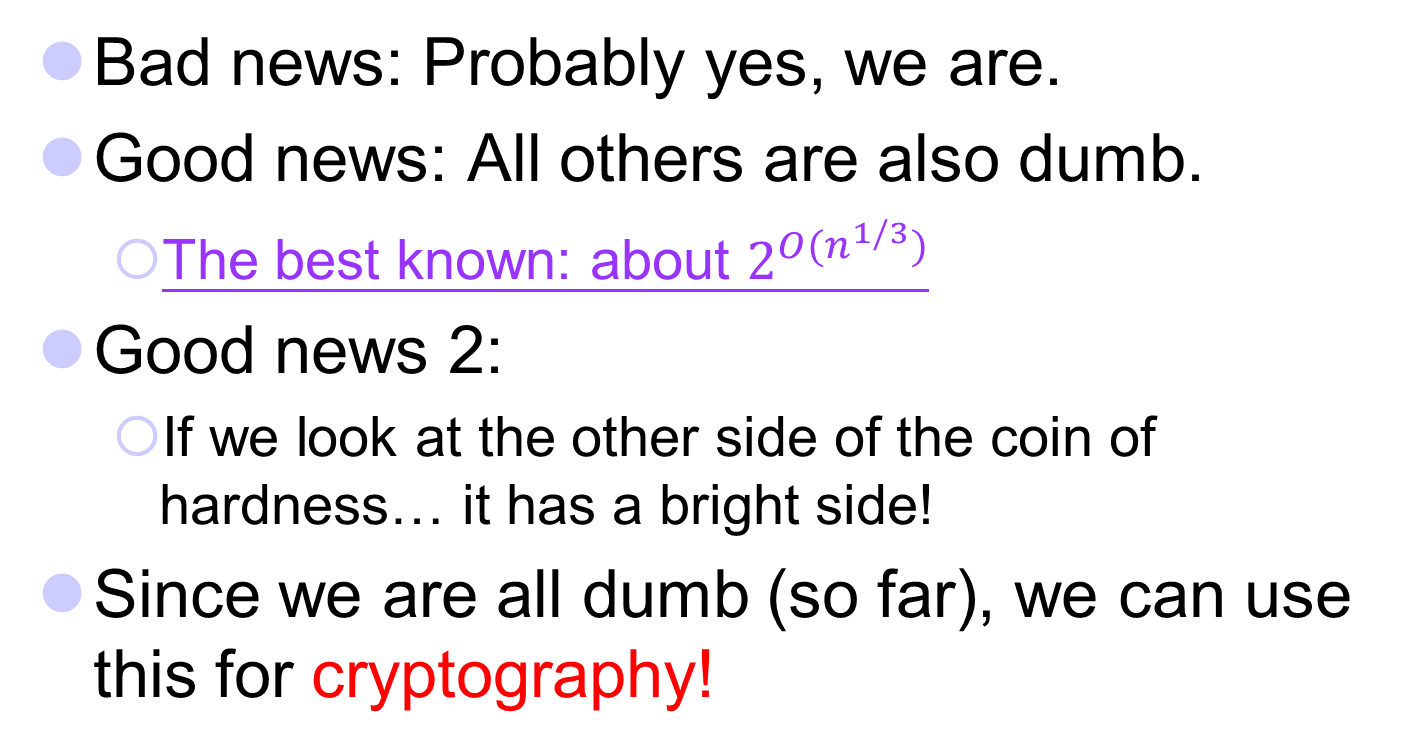 Bad news: Probably yes, we are.
Good news: All others are also dumb.
The best known: about $2^{O(n^{1/3})}$
Good news 2:
If we look at the other side of the coin of
hardness… it has a bright side!
Since we are all dumb (so far), we can use
this for cryptography!